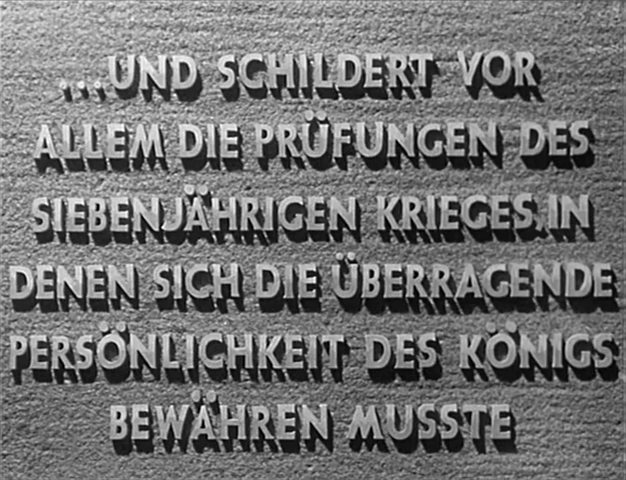 ...UND SCHILDERT VOR
ALLEM DIE PRÜFUNGEN DES
SIEBENJÄHRIGEN KRIEGES, IN
DENEN SICH DIE ÜBERRAGENDE
PERSÖNLICHKEIT DES KÖNIGS
BEWÄHREN MUSSTE